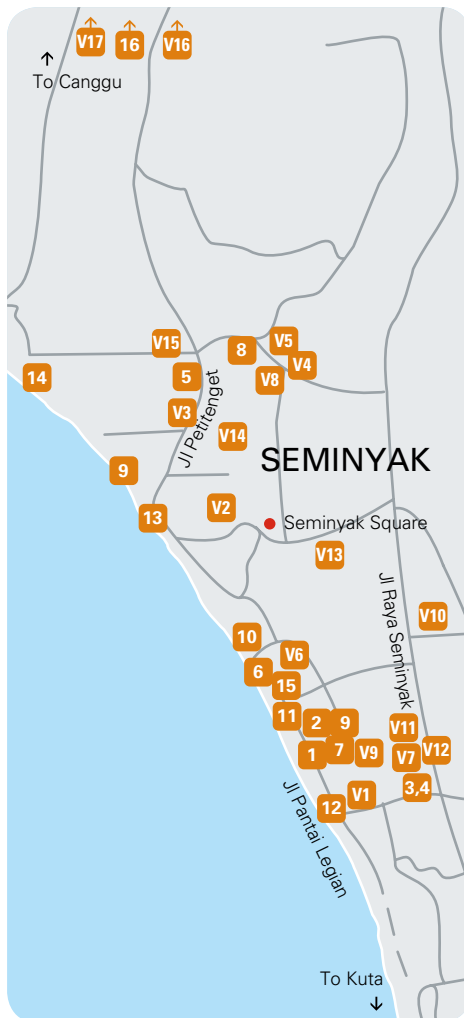 V17
16
V16
To Canggu
V15
8
V5
V4
14
5
V8
V3
Jl Petitenget
V14
SEMINYAK
9
13
V2
Seminyak Square
V13
Jl Raya Seminyak
V10
10
V6
6
15
11
2
9
V11
1
7
V9
V7
V12
3,4
12
V1
Jl Pantai Legian
To Kuta